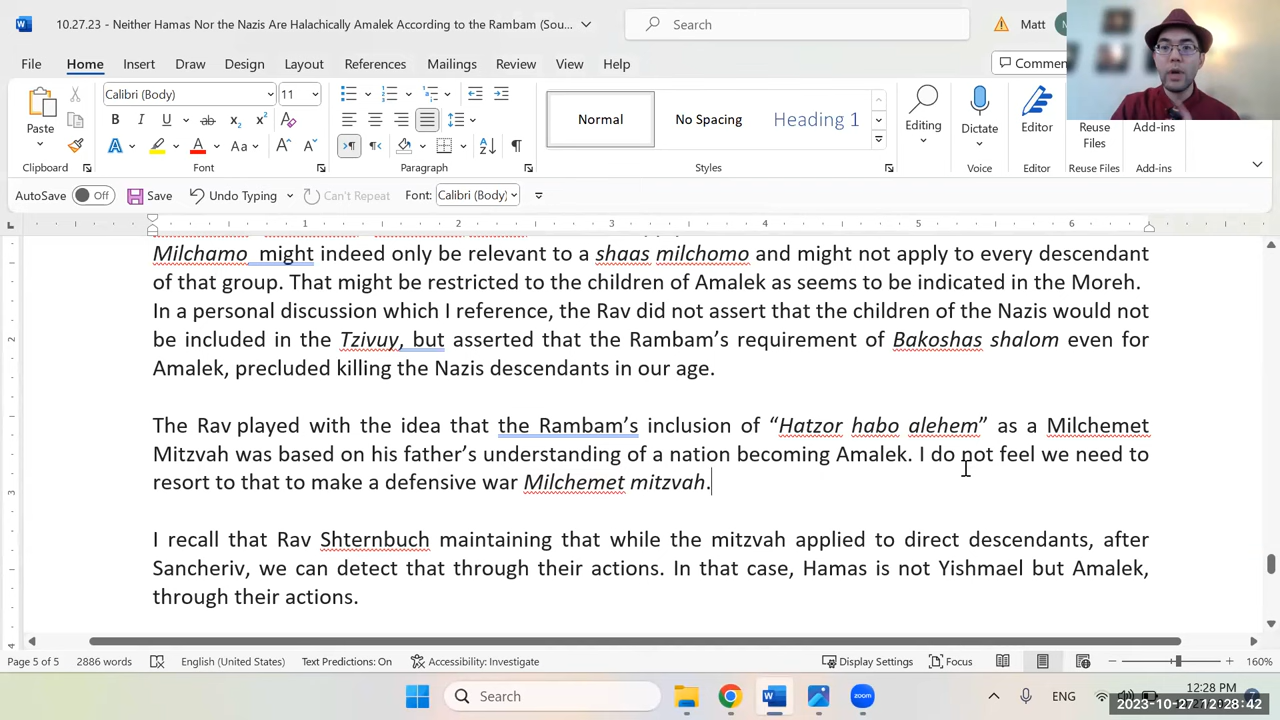 10.27.23 - Neither Hamas Nor the Nazis Are Halachically Amalek According to the Rambam (Sou...
Search
Matt
File Home Insert Draw Design Layout References Mailings Review View Help
Commen
Calibri (Body) 11
Paste
Normal
No Spacing
Heading 1
Editing
Dictate
Editor
Reuse Files
Add-ins
Clipboard
Font
Paragraph
Styles
Voice
Editor
Reuse Files
Add-ins
AutoSave Off Save Undo Typing Can't Repeat Font: Calibri (Body)
1 2 3 4 5 6
Milchamo might indeed only be relevant to a shaas milchomo and might not apply to every descendant
of that group. That might be restricted to the children of Amalek as seems to be indicated in the Moreh.
In a personal discussion which I reference, the Rav did not assert that the children of the Nazis would not
be included in the Tzivuy, but asserted that the Rambam’s requirement of Bakoshas shalom even for
Amalek, precluded killing the Nazis descendants in our age.
The Rav played with the idea that the Rambam’s inclusion of “Hatzor habo alehem” as a Milchemet
Mitzvah was based on his father’s understanding of a nation becoming Amalek. I do not feel we need to
resort to that to make a defensive war Milchemet mitzvah.
I recall that Rav Shternbuch maintaining that while the mitzvah applied to direct descendants, after
Sancheriv, we can detect that through their actions. In that case, Hamas is not Yishmael but Amalek,
through their actions.
Page 5 of 5 2886 words English (United States) Text Predictions: On Accessibility: Investigate Display Settings Focus 160%
Search
ENG
12:28 PM
2023-10-27 12:28:42